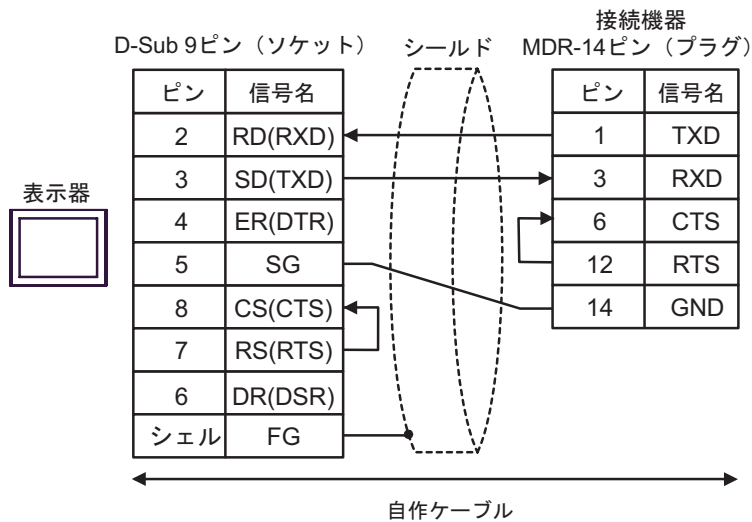 接続機器
D-Sub 9ピン（ソケット） シールド MDR-14ピン（プラグ）
ピン 信号名 ピン 信号名
2 RD(RXD) 1 TXD
3 SD(TXD) 3 RXD
表示器
4 ER(DTR) 6 CTS
5 SG 12 RTS
8 CS(CTS) 14 GND
7 RS(RTS)
6 DR(DSR)
シェル FG
自作ケーブル